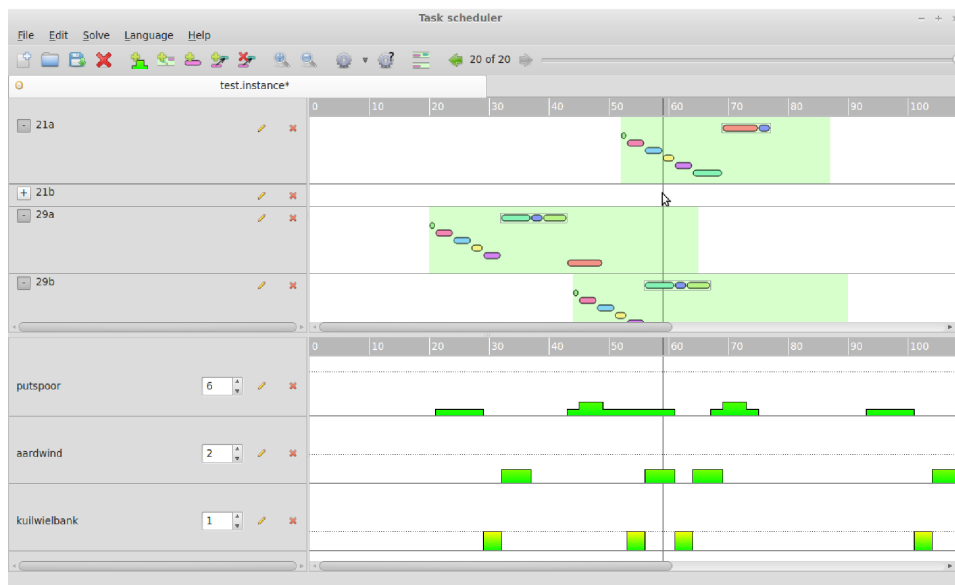 Task scheduler
File Edit Solve Language Help
20 of 20
test.instance*
0 10 20 30 40 50 60 70 80 90 100
21a
21b
29a
29b
0 10 20 30 40 50 60 70 80 90 100
putspoor 6
aardwind 2
kuilwielbank 1